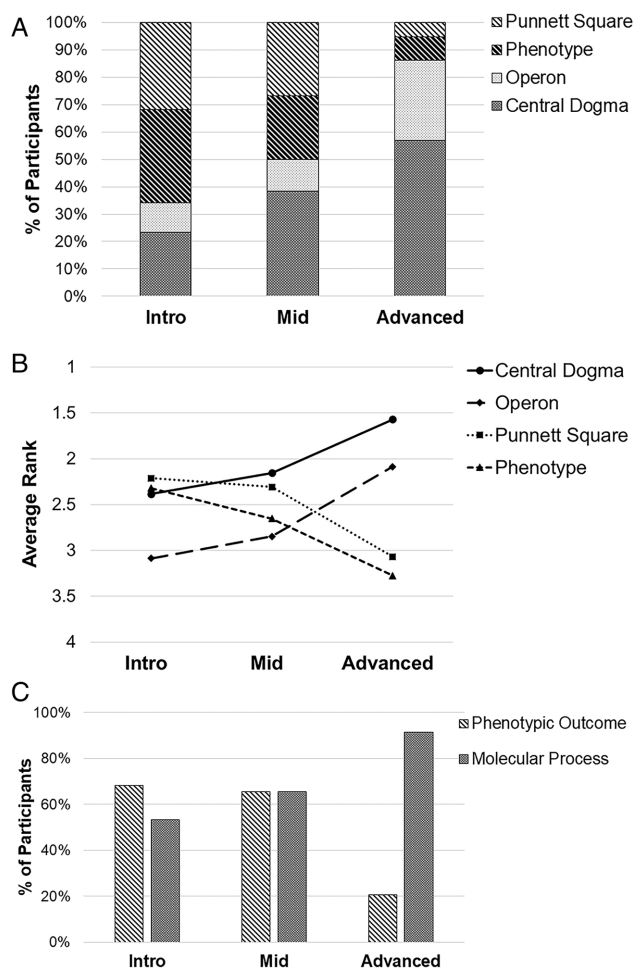 A
100%
90%
80%
70%
60%
50%
40%
30%
20%
10%
0%
% of Participants
Intro Mid Advanced
Punnett Square
Phenotype
Operon
Central Dogma
B
1
1.5
2
2.5
3
3.5
4
Average Rank
Intro Mid Advanced
Central Dogma
Operon
Punnett Square
Phenotype
C
100%
80%
60%
40%
20%
0%
% of Participants
Intro Mid Advanced
Phenotypic Outcome
Molecular Process